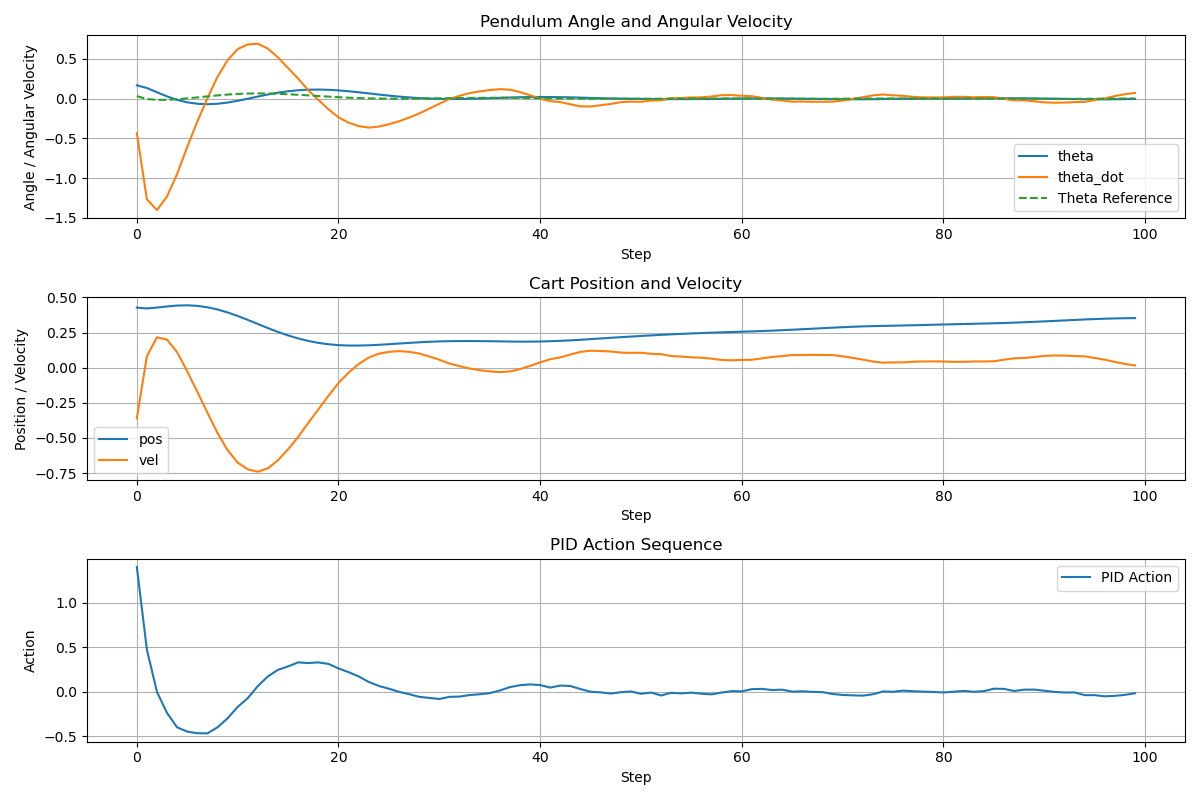 Pendulum Angle and Angular Velocity
Angle / Angular Velocity
0.5
0.0
−0.5
−1.0
−1.5
theta
theta_dot
Theta Reference
0 20 40 60 80 100
Step
Cart Position and Velocity
Position / Velocity
0.50
0.25
0.00
−0.25
−0.50
−0.75
pos
vel
0 20 40 60 80 100
Step
PID Action Sequence
Action
1.0
0.5
0.0
−0.5
PID Action
0 20 40 60 80 100
Step